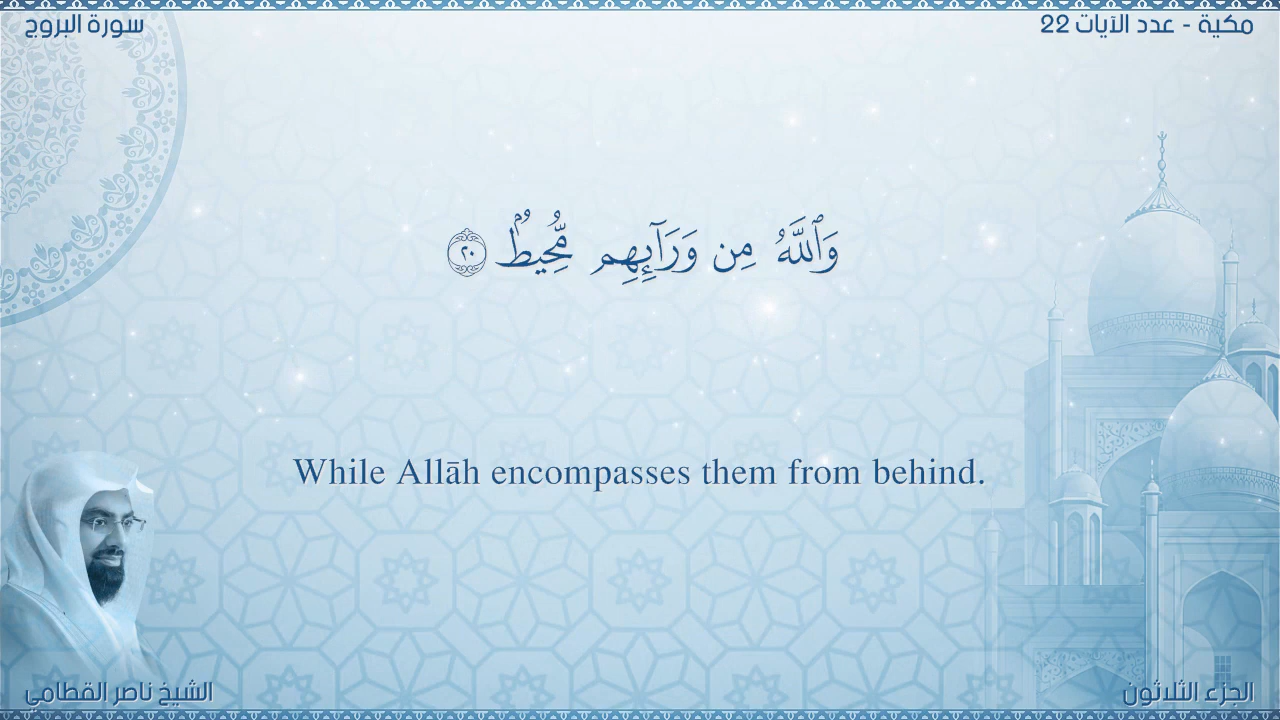 سورة البروج
مكية - عدد الآيات 22
وَٱللَّهُ مِن وَرَآئِهِم مُّحِيطٌۢ ٢٠
While Allāh encompasses them from behind.
الشيخ ناصر القطامي
الجزء الثلاثون